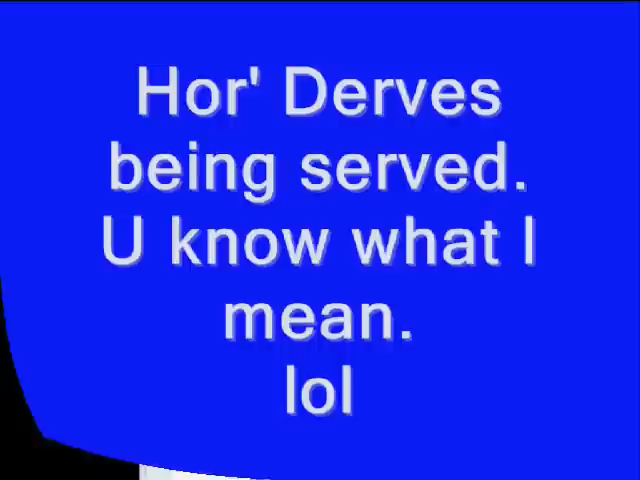 Hor' Derves
being served.
U know what I
mean.
lol